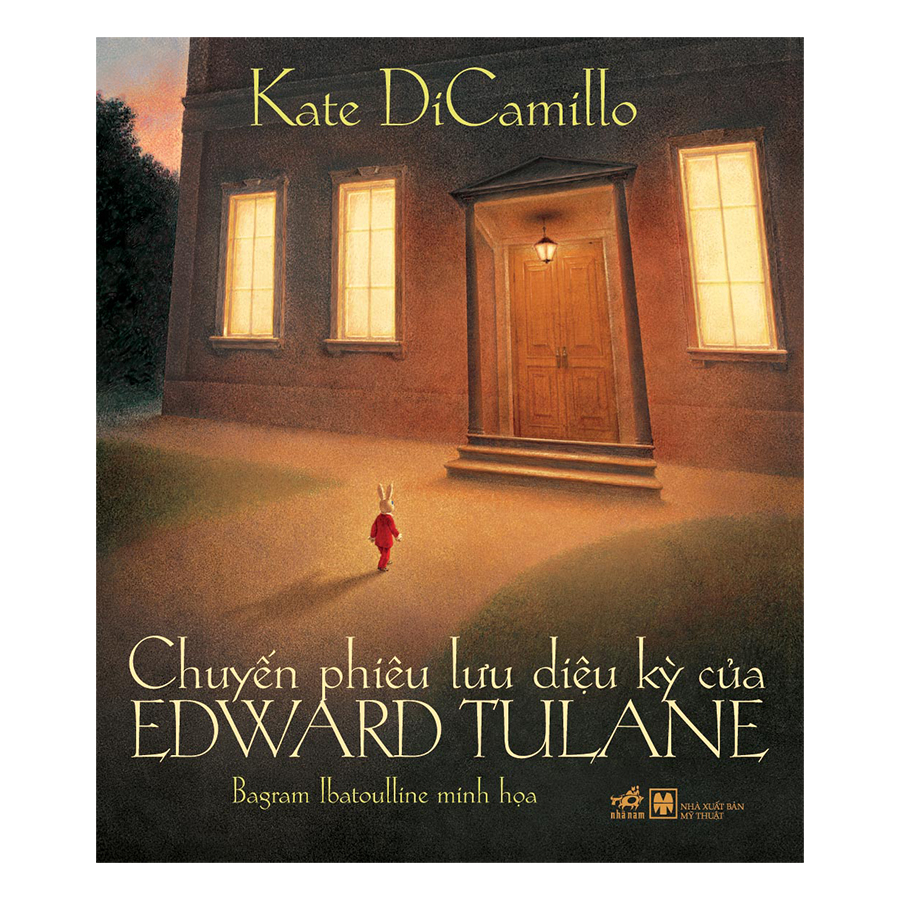 Kate DiCamillo
Chuyến phiêu lưu diệu kỳ của
EDWARD TULANE
Bagram Ibatoulline minh họa
nhã nam
NHÀ XUẤT BẢN
MỸ THUẬT